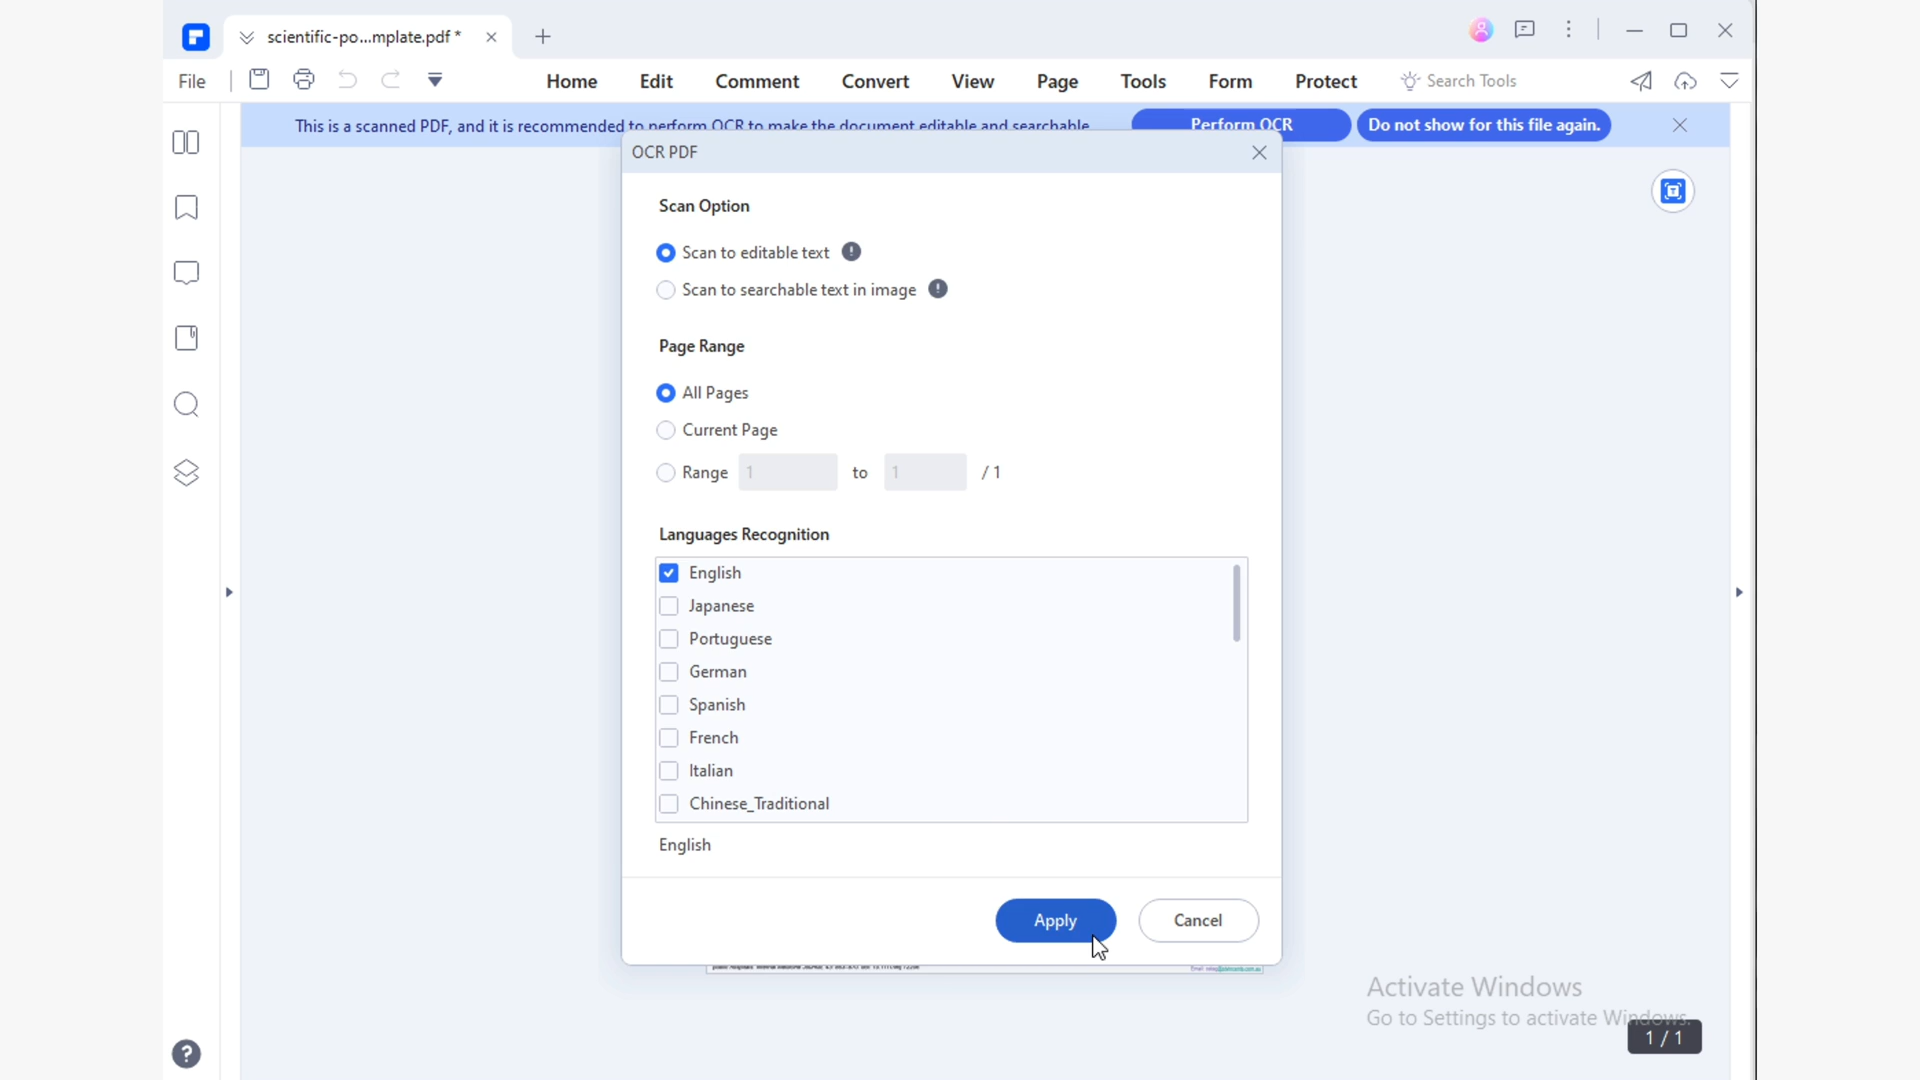 scientific-po...mplate.pdf *
File
Home Edit Comment Convert View Page Tools Form Protect Search Tools
This is a scanned PDF, and it is recommended to perform OCR to make the document editable and searchable
Perform OCR
Do not show for this file again.
OCR PDF
Scan Option
Scan to editable text
Scan to searchable text in image
Page Range
All Pages
Current Page
Range 1 to 1 / 1
Languages Recognition
English
Japanese
Portuguese
German
Spanish
French
Italian
Chinese_Traditional
English
Apply Cancel
Activate Windows
Go to Settings to activate Windows.
1 / 1